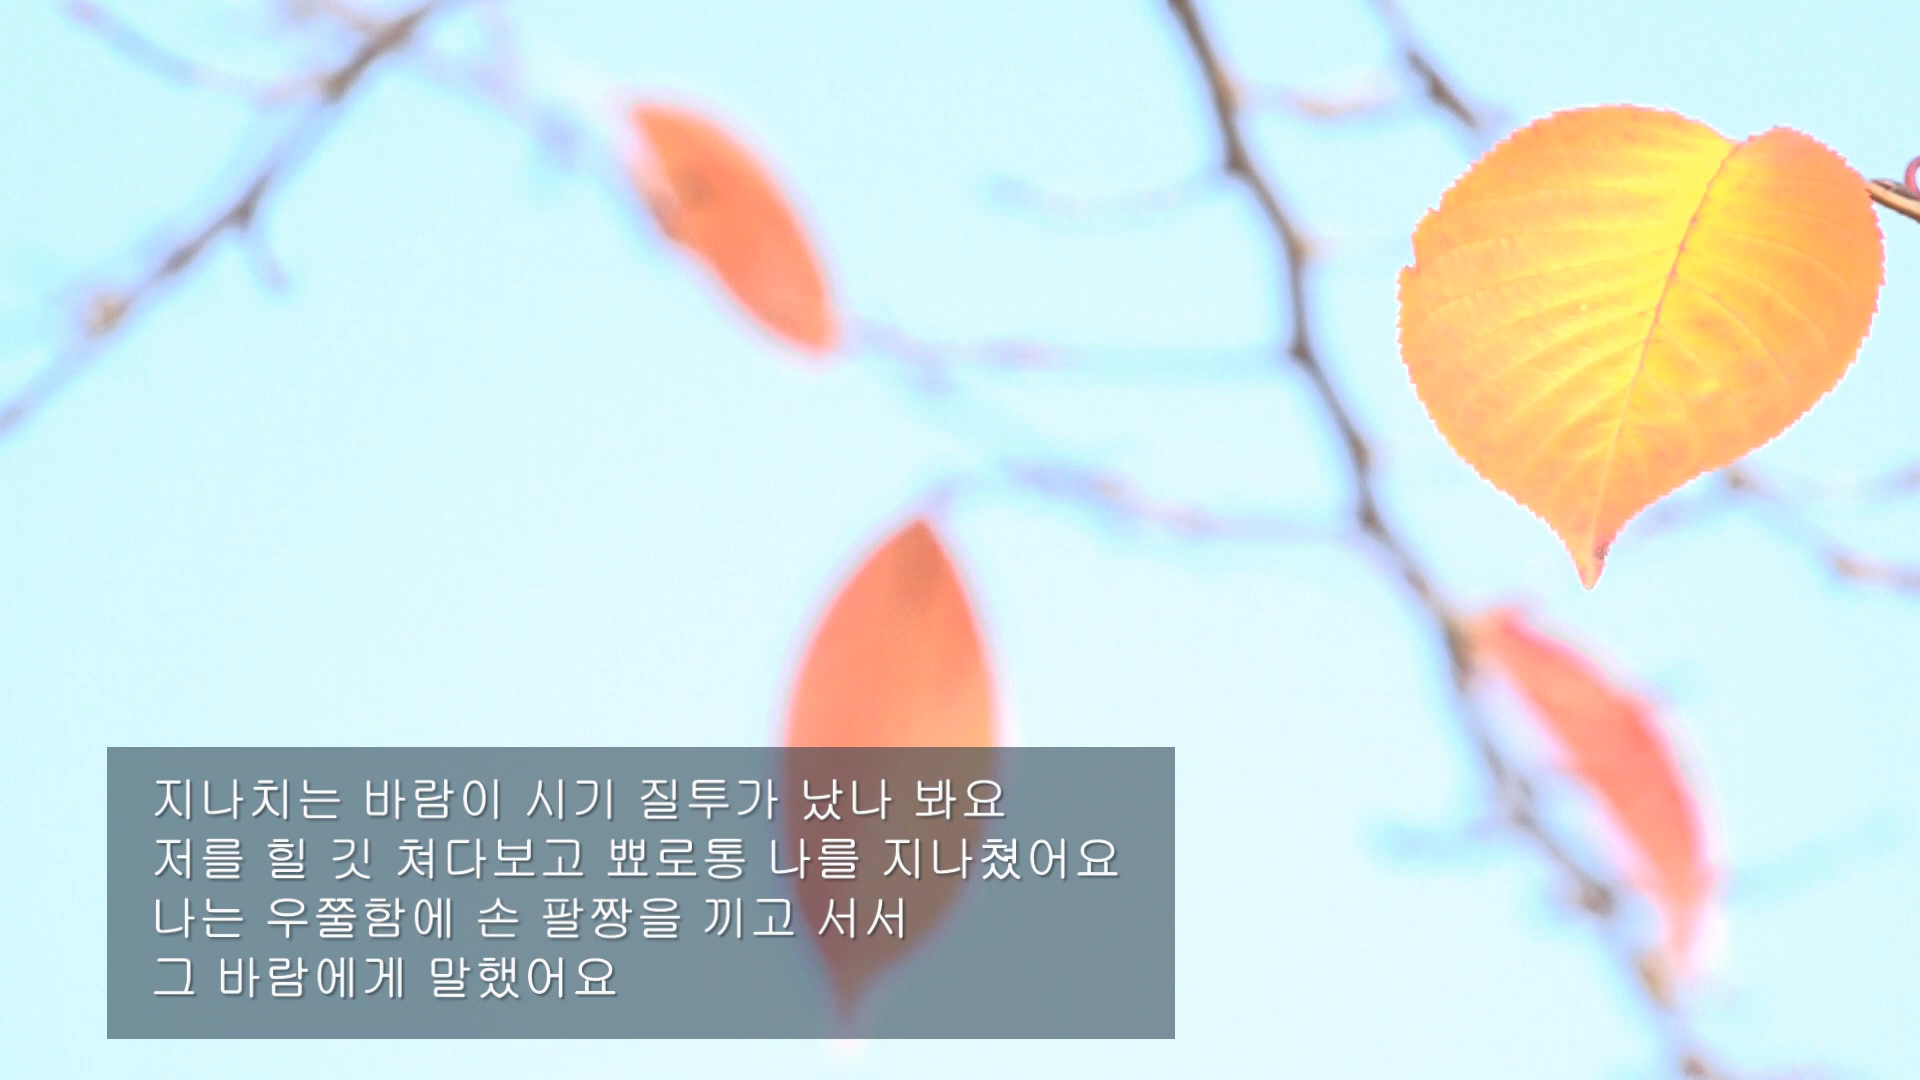 지나치는 바람이 시기 질투가 났나 봐요
저를 힐 깃 쳐다보고 뾰로통 나를 지나쳤어요
나는 우쭐함에 손 팔짱을 끼고 서서
그 바람에게 말했어요